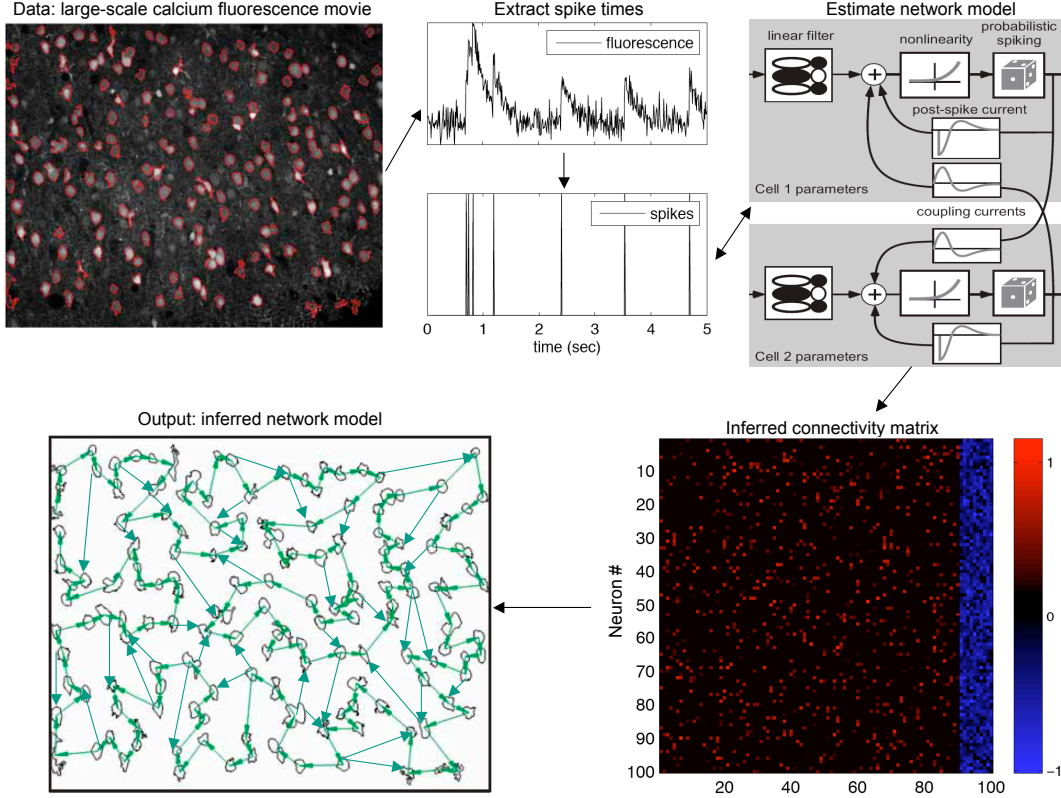 Data: large-scale calcium fluorescence movie
Extract spike times
fluorescence
spikes
0 1 2 3 4 5
time (sec)
Estimate network model
linear filter
nonlinearity
probabilistic
spiking
post-spike current
Cell 1 parameters
coupling currents
Cell 2 parameters
Output: inferred network model
Inferred connectivity matrix
Neuron #
10
20
30
40
50
60
70
80
90
100
20 40 60 80 100
1
0
−1